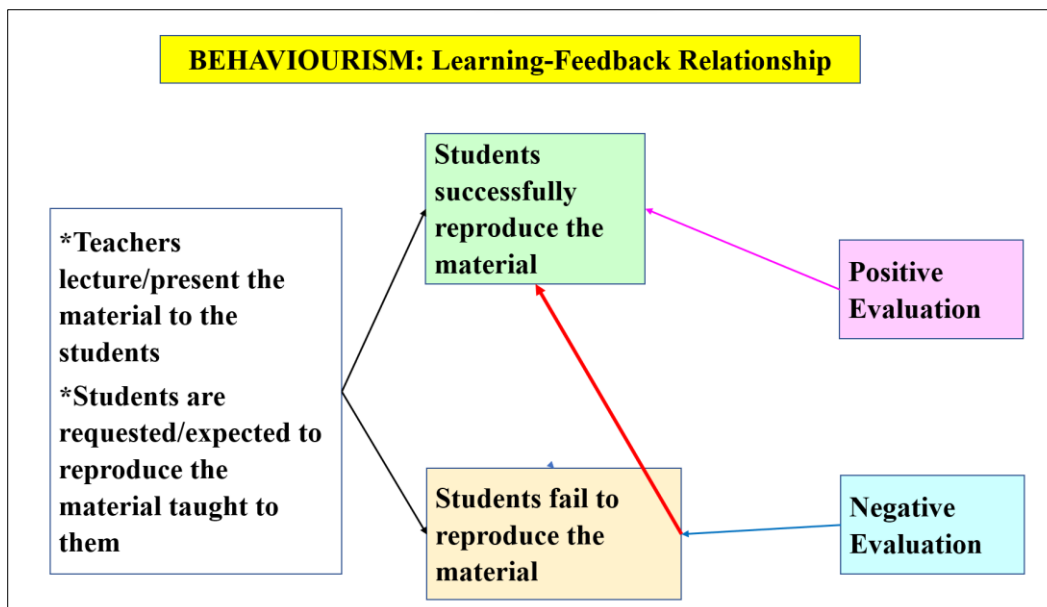 BEHAVIOURISM: Learning-Feedback Relationship
*Teachers
lecture/present the
material to the
students
*Students are
requested/expected to
reproduce the
material taught to
them
Students
successfully
reproduce the
material
Students fail to
reproduce the
material
Positive
Evaluation
Negative
Evaluation